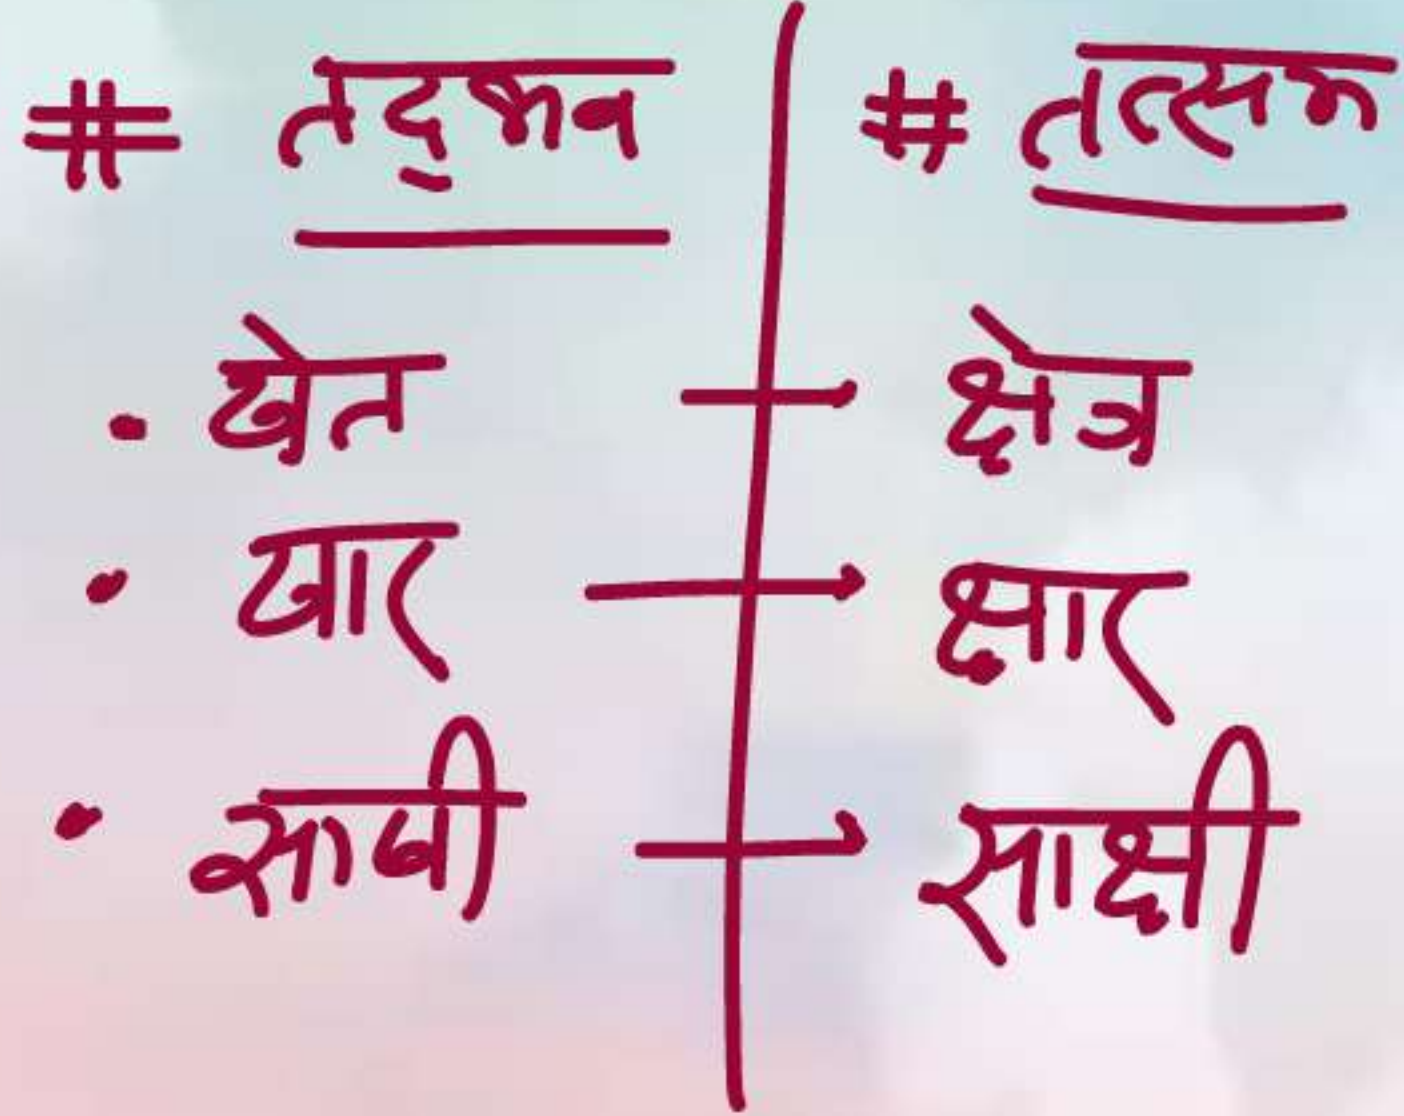 # तद्भव # तत्सम
. खेत → क्षेत्र
. खार → क्षार
. साखी → साक्षी